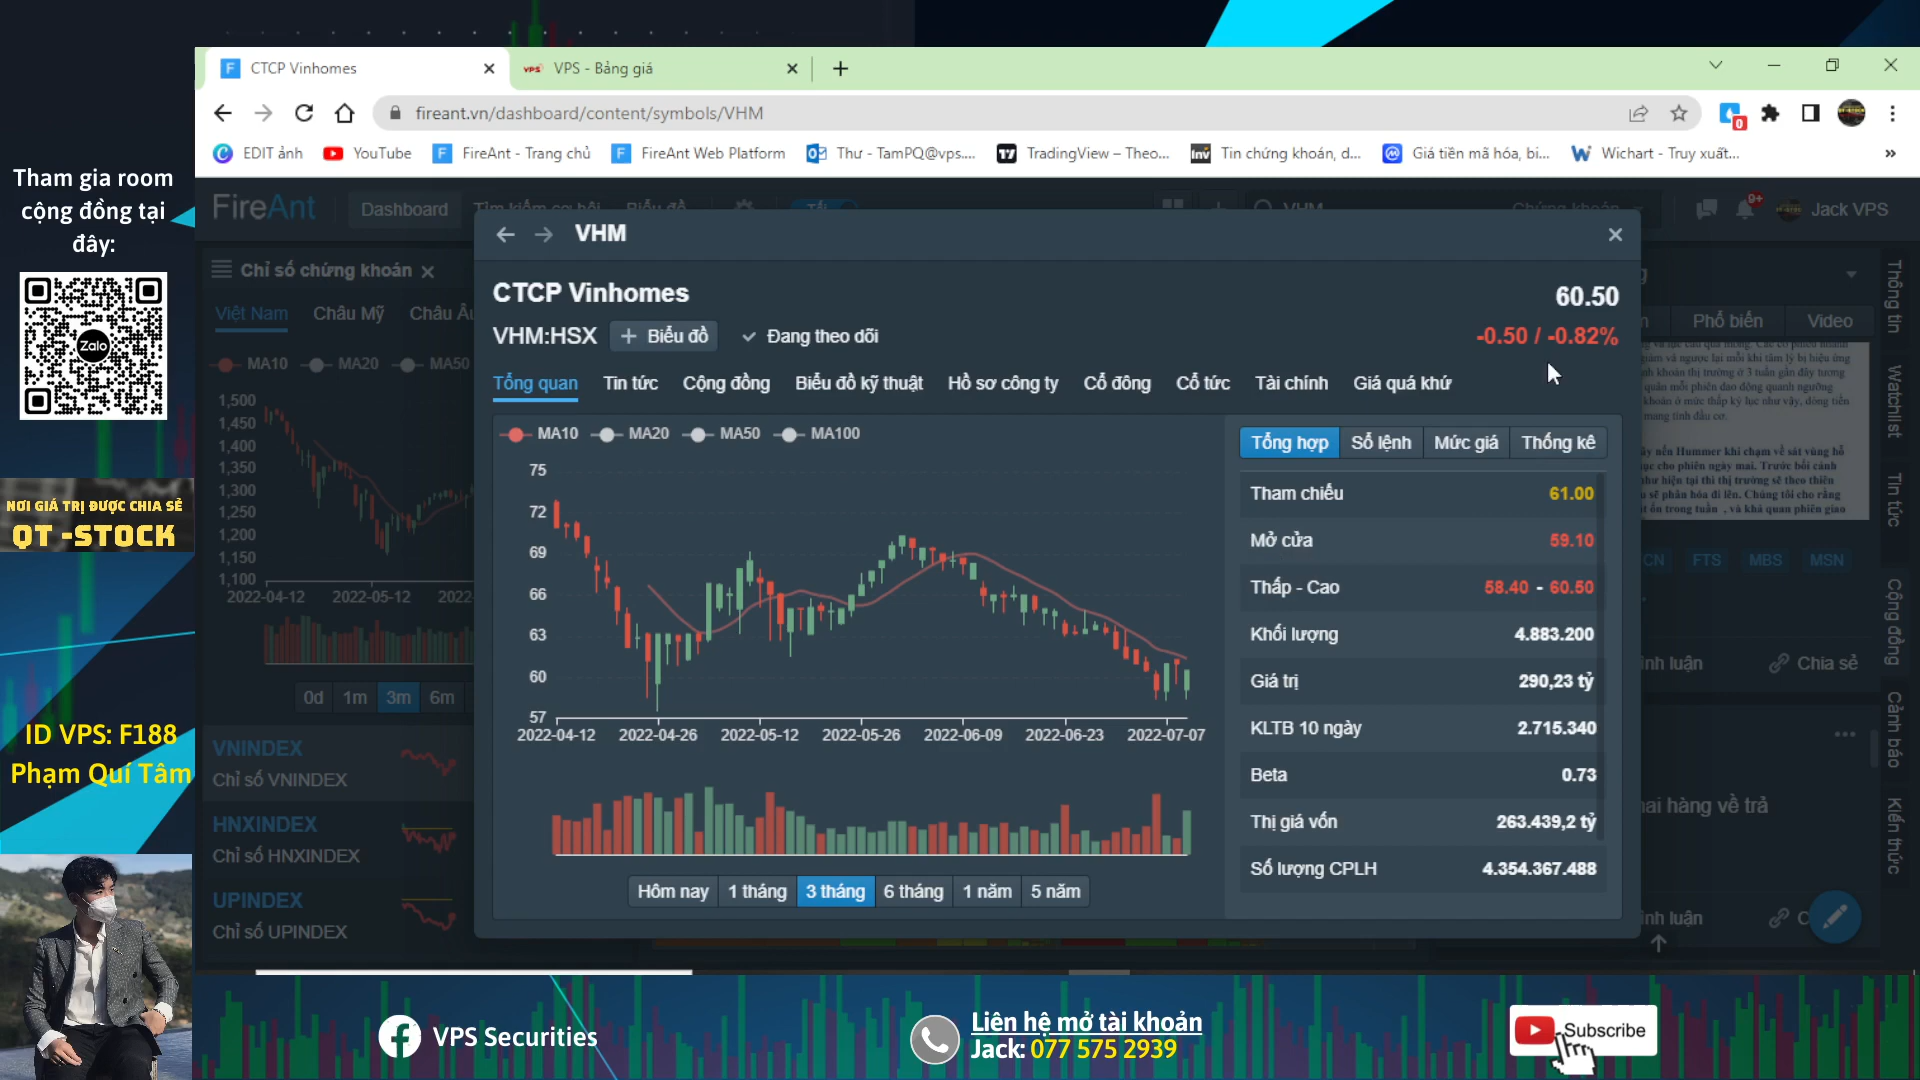 CTCP Vinhomes
VPS - Bảng giá
fireant.vn/dashboard/content/symbols/VHM
0
EDIT ảnh
YouTube
FireAnt - Trang chủ
FireAnt Web Platform
Thư - TamPQ@vps....
TradingView – Theo...
Tin chứng khoán, d...
Giá tiền mã hóa, bi...
Wichart - Truy xuất...
»
Tham gia room
cộng đồng tại
đây:
Zalo
NƠI GIÁ TRỊ ĐƯỢC CHIA SẺ
QT -STOCK
ID VPS: F188
Phạm Quí Tâm
FireAnt
Dashboard
VHM
9+
Jack VPS
Chỉ số chứng khoán
Việt Nam
Châu Mỹ
MA10
MA20
MA50
1,500
1,450
1,400
1,350
1,300
1,250
1,200
1,150
1,100
2022-04-12
2022-05-12
2022
0d
1m
3m
6m
VNINDEX
Chỉ số VNINDEX
HNXINDEX
Chỉ số HNXINDEX
UPINDEX
Chỉ số UPINDEX
VHM
CTCP Vinhomes
60.50
VHM:HSX
+ Biểu đồ
Đang theo dõi
-0.50 / -0.82%
Tổng quan
Tin tức
Cộng đồng
Biểu đồ kỹ thuật
Hồ sơ công ty
Cổ đông
Cổ tức
Tài chính
Giá quá khứ
MA10
MA20
MA50
MA100
75
72
69
66
63
60
57
2022-04-12
2022-04-26
2022-05-12
2022-05-26
2022-06-09
2022-06-23
2022-07-07
Hôm nay
1 tháng
3 tháng
6 tháng
1 năm
5 năm
Tổng hợp
Sổ lệnh
Mức giá
Thống kê
Tham chiếu 61.00
Mở cửa 59.10
Thấp - Cao 58.40 - 60.50
Khối lượng 4.883.200
Giá trị 290,23 tỷ
KLTB 10 ngày 2.715.340
Beta 0.73
Thị giá vốn 263.439,2 tỷ
Số lượng CPLH 4.354.367.488
Phổ biến
Video
FTS
MBS
MSN
Chia sẻ
hàng về trả
Thông tin
Watchlist
Tin tức
Cộng đồng
Cảnh báo
Kiến thức
VPS Securities
Liên hệ mở tài khoản
Jack: 077 575 2939
Subscribe